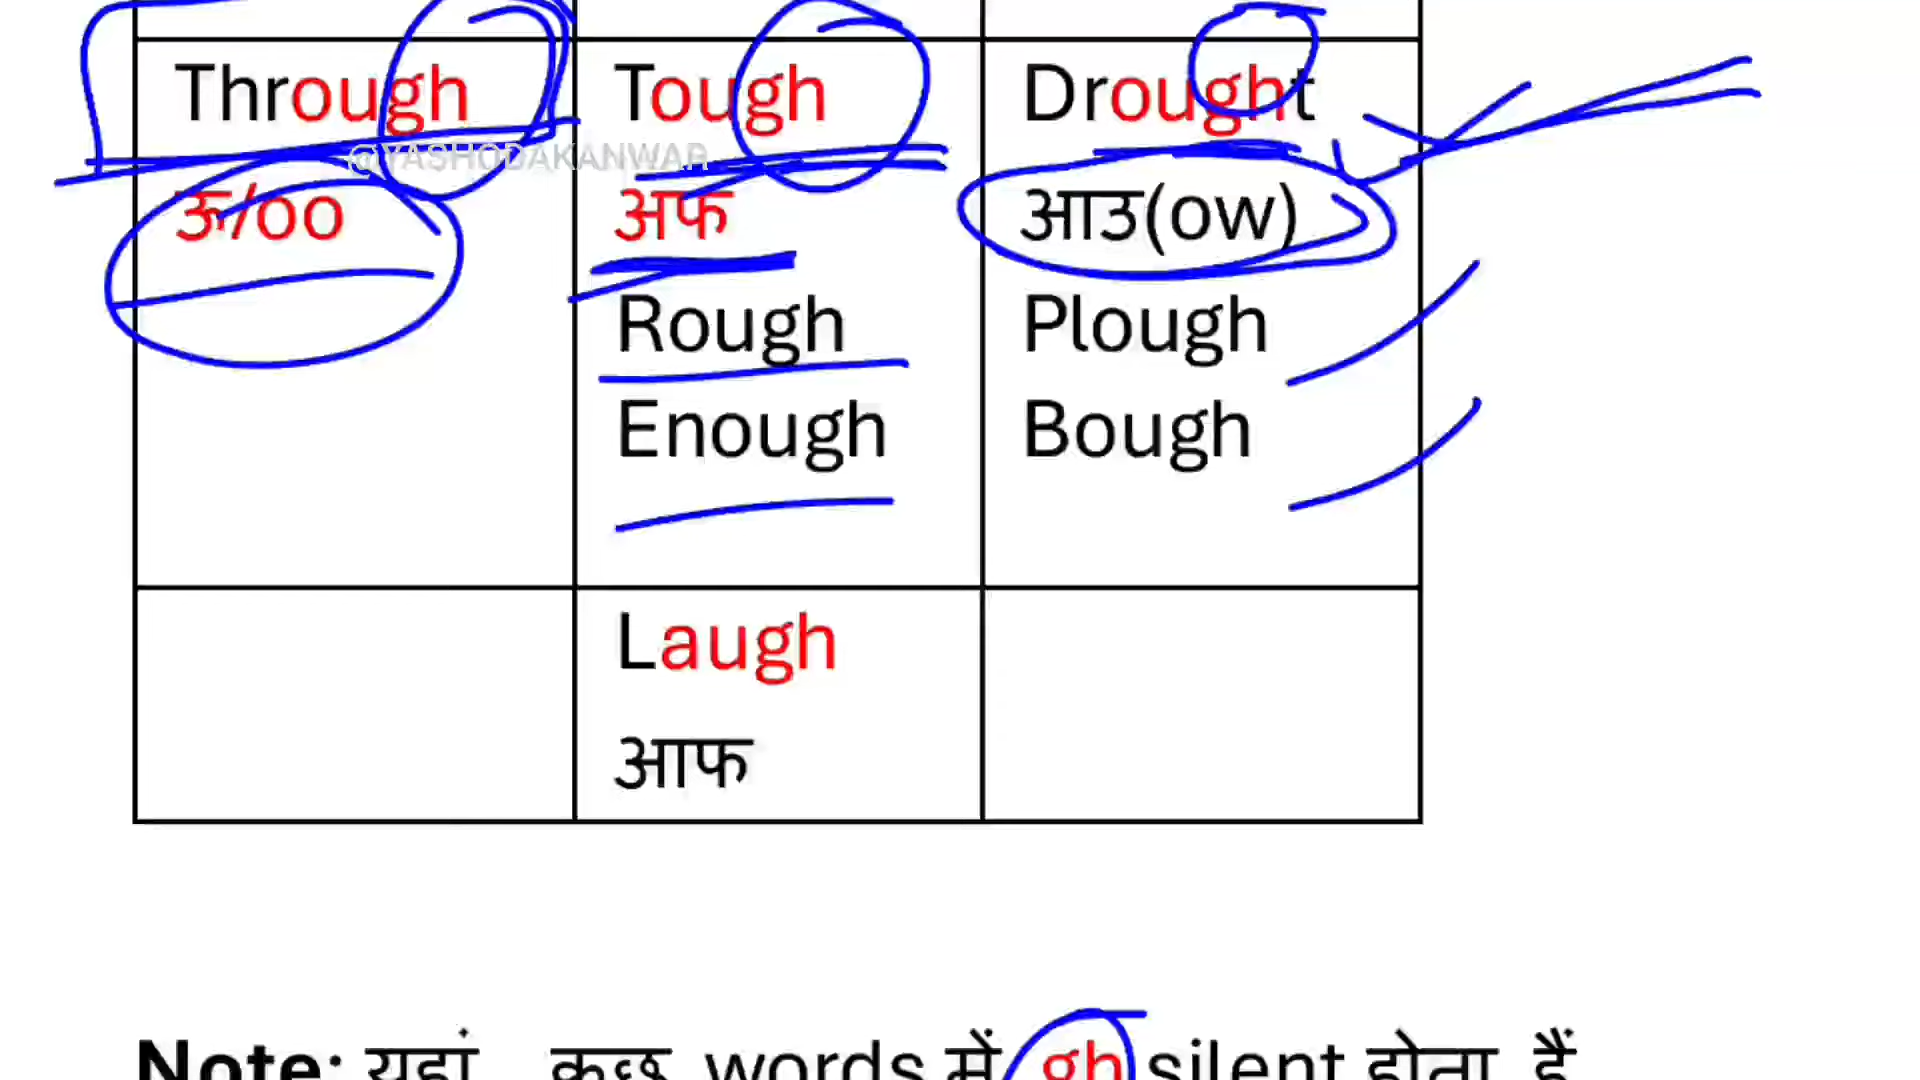 Through Tough Drought
@YASHODAKANWAR
ऊ/oo अफ आउ(ow)
Rough Plough
Enough Bough
Laugh
आफ
Note: यहां कुछ words में gh silent होता हैं